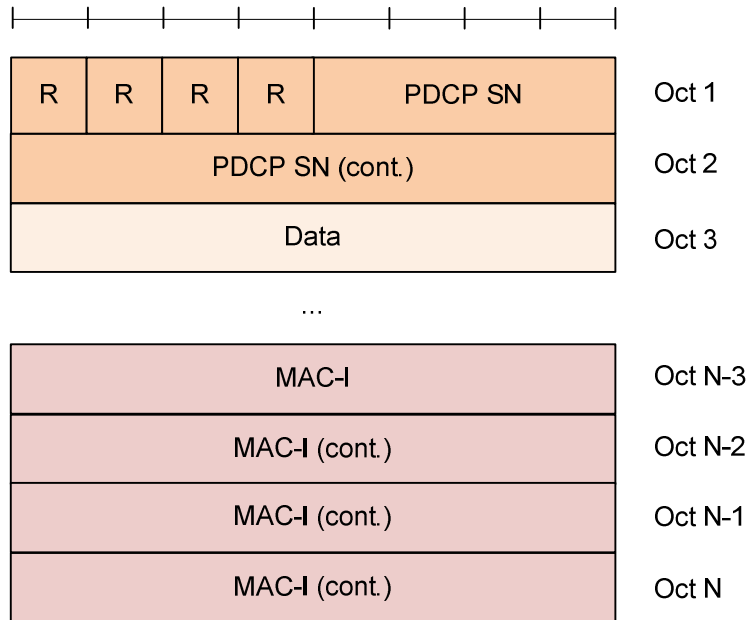 R R R R PDCP SN Oct 1
PDCP SN (cont.) Oct 2
Data Oct 3
...
MAC-I Oct N-3
MAC-I (cont.) Oct N-2
MAC-I (cont.) Oct N-1
MAC-I (cont.) Oct N